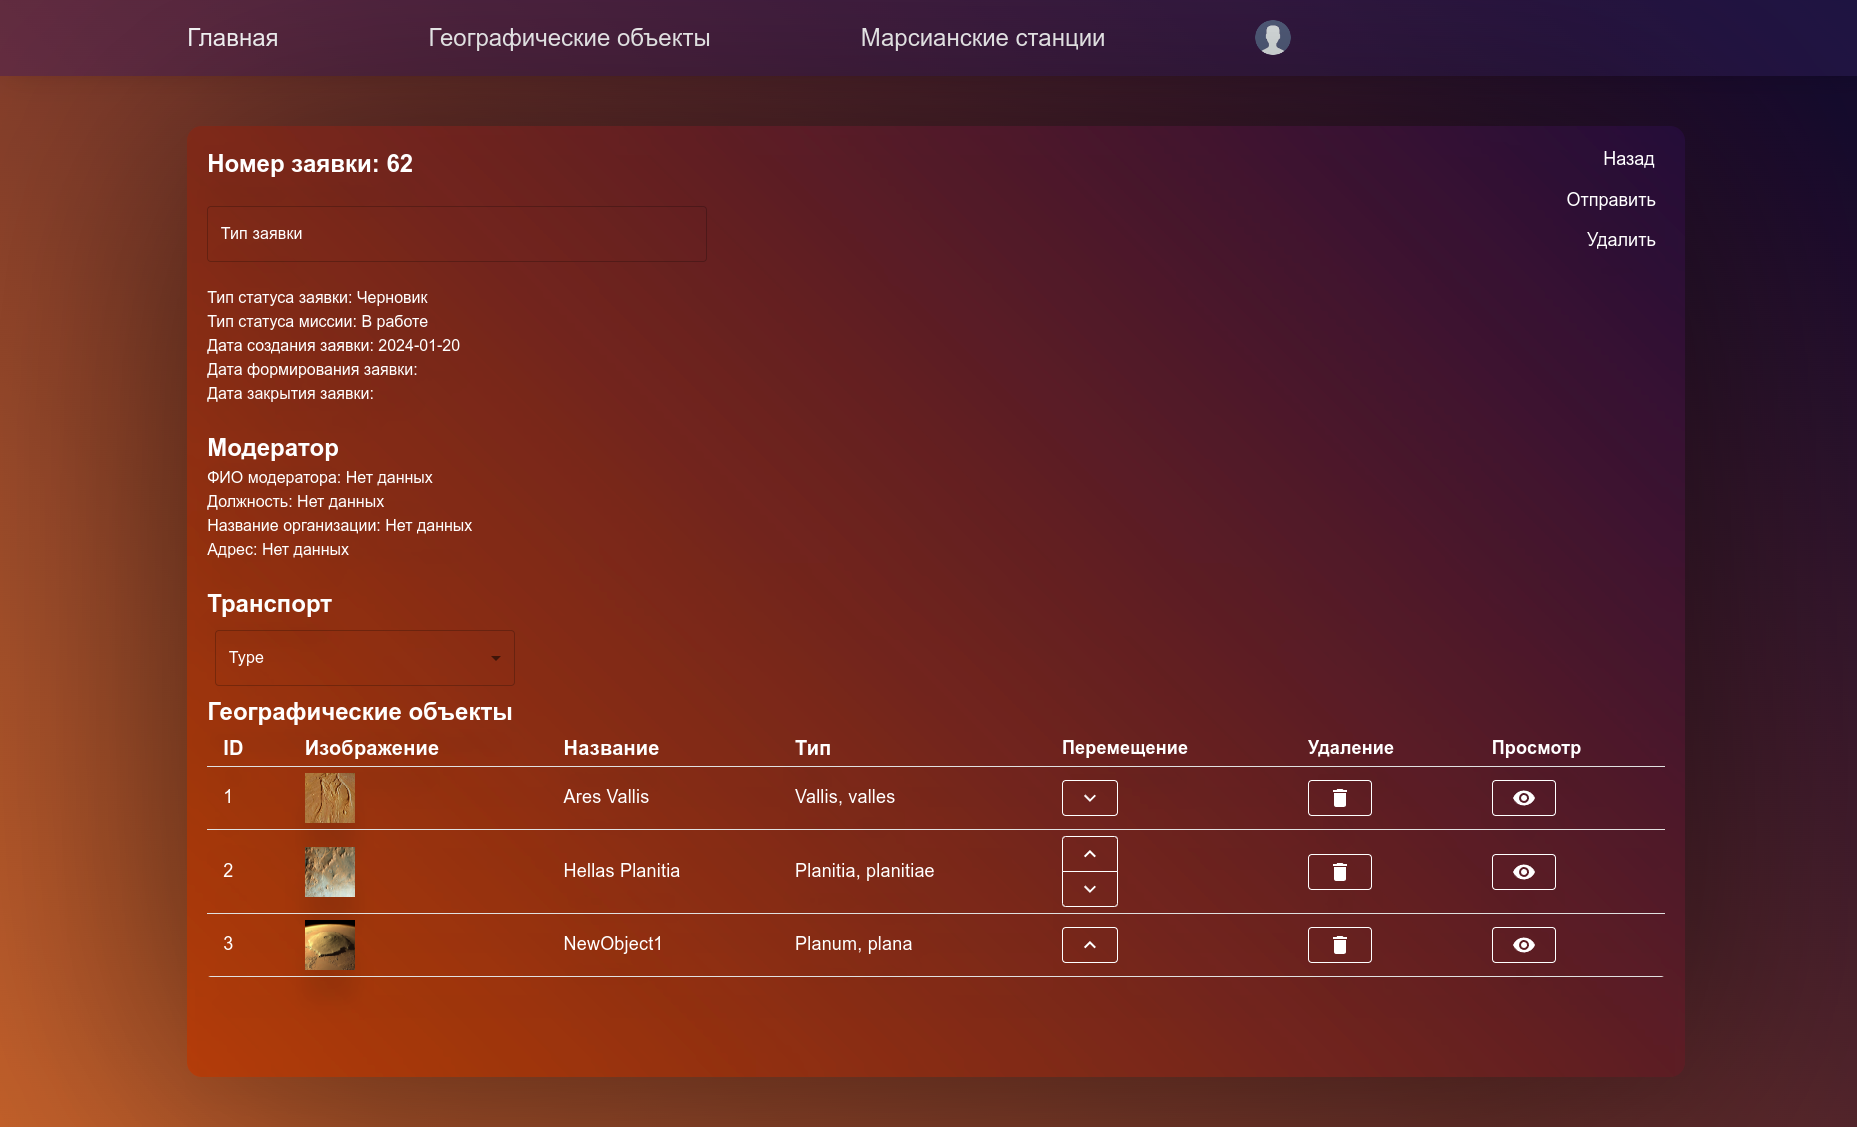 Главная Географические объекты Марсианские станции
Номер заявки: 62
Назад
Отправить
Удалить
Тип заявки
Тип статуса заявки: Черновик
Тип статуса миссии: В работе
Дата создания заявки: 2024-01-20
Дата формирования заявки:
Дата закрытия заявки:
Модератор
ФИО модератора: Нет данных
Должность: Нет данных
Название организации: Нет данных
Адрес: Нет данных
Транспорт
Type
Географические объекты
ID Изображение Название Тип Перемещение Удаление Просмотр
1 Ares Vallis Vallis, valles
2 Hellas Planitia Planitia, planitiae
3 NewObject1 Planum, plana